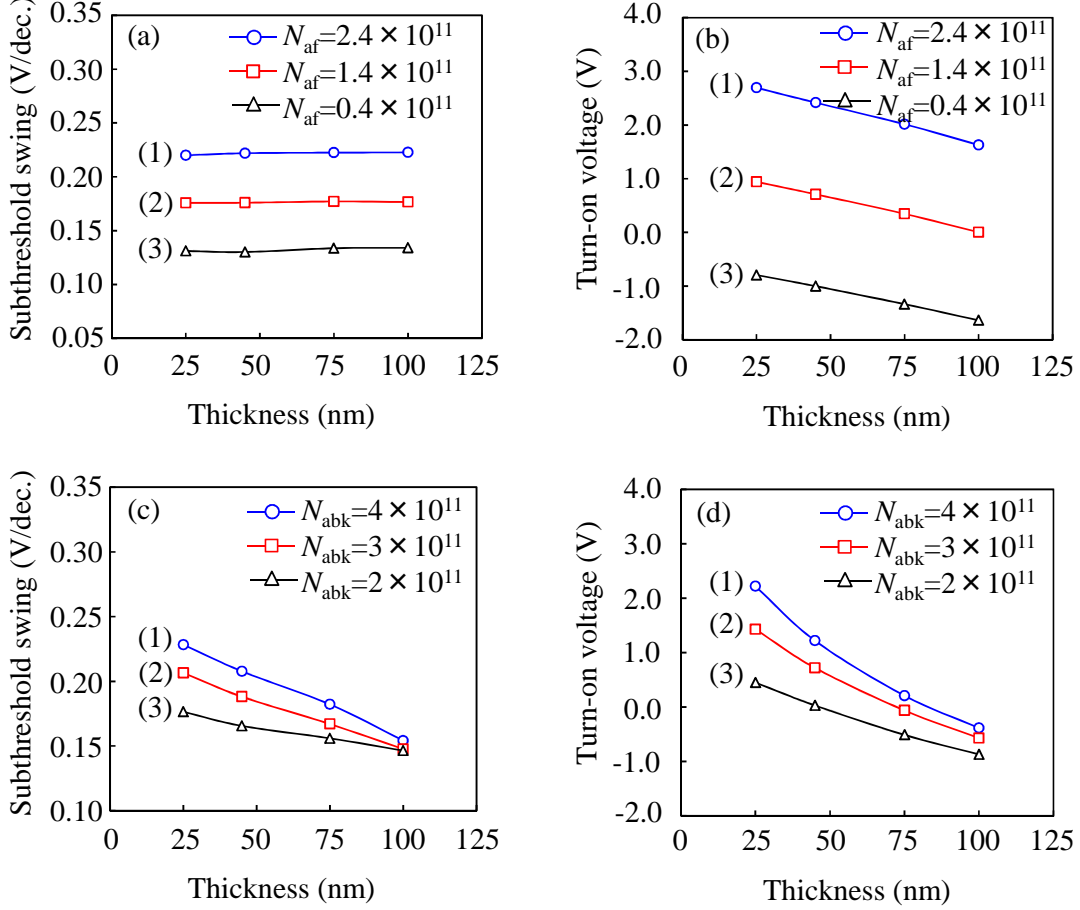 (a)
N_af=2.4×10^11
N_af=1.4×10^11
N_af=0.4×10^11
(1)
(2)
(3)
0.35
0.30
0.25
0.20
0.15
0.10
0.05
0
25
50
75
100
125
Subthreshold swing (V/dec.)
Thickness (nm)
(b)
N_af=2.4×10^11
N_af=1.4×10^11
N_af=0.4×10^11
(1)
(2)
(3)
4.0
3.0
2.0
1.0
0.0
-1.0
-2.0
0
25
50
75
100
125
Turn-on voltage (V)
Thickness (nm)
(c)
N_abk=4×10^11
N_abk=3×10^11
N_abk=2×10^11
(1)
(2)
(3)
0.35
0.30
0.25
0.20
0.15
0.10
0
25
50
75
100
125
Subthreshold swing (V/dec.)
Thickness (nm)
(d)
N_abk=4×10^11
N_abk=3×10^11
N_abk=2×10^11
(1)
(2)
(3)
4.0
3.0
2.0
1.0
0.0
-1.0
-2.0
0
25
50
75
100
125
Turn-on voltage (V)
Thickness (nm)